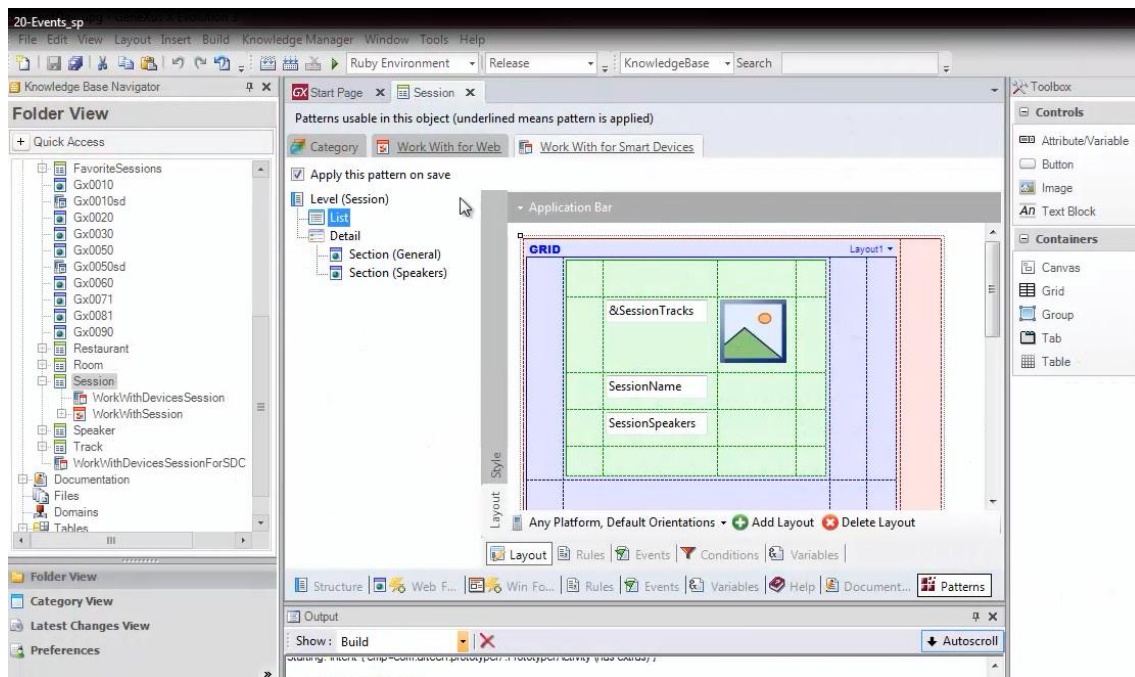 20-Events_sp
File Edit View Layout Insert Build Knowledge Manager Window Tools Help
Ruby Environment Release KnowledgeBase Search
Knowledge Base Navigator
Folder View
Quick Access
FavoriteSessions
Gx0010
Gx0010sd
Gx0020
Gx0030
Gx0050
Gx0050sd
Gx0060
Gx0071
Gx0081
Gx0090
Restaurant
Room
Session
WorkWithDevicesSession
WorkWithSession
Speaker
Track
WorkWithDevicesSessionForSDC
Documentation
Files
Domains
Tables
Folder View
Category View
Latest Changes View
Preferences
GX Start Page Session
Patterns usable in this object (underlined means pattern is applied)
Category Work With for Web Work With for Smart Devices
Apply this pattern on save
Level (Session)
List
Detail
Section (General)
Section (Speakers)
Application Bar
GRID Layout1
&SessionTracks
SessionName
SessionSpeakers
Style
Layout
Any Platform, Default Orientations Add Layout Delete Layout
Layout Rules Events Conditions Variables
Structure Web F... Win Fo... Rules Events Variables Help Document... Patterns
Output
Show: Build Autoscroll
Toolbox
Controls
Attribute/Variable
Button
Image
An Text Block
Containers
Canvas
Grid
Group
Tab
Table